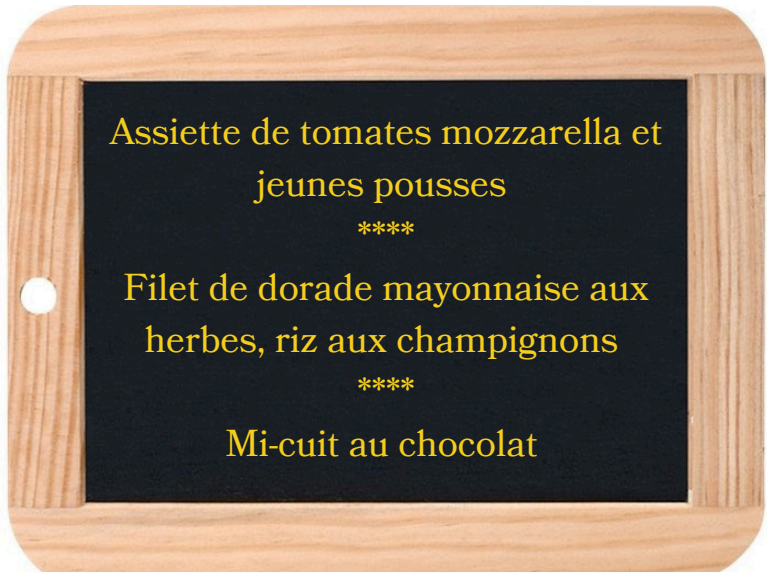 Assiette de tomates mozzarella et
jeunes pousses
****
Filet de dorade mayonnaise aux
herbes, riz aux champignons
****
Mi-cuit au chocolat